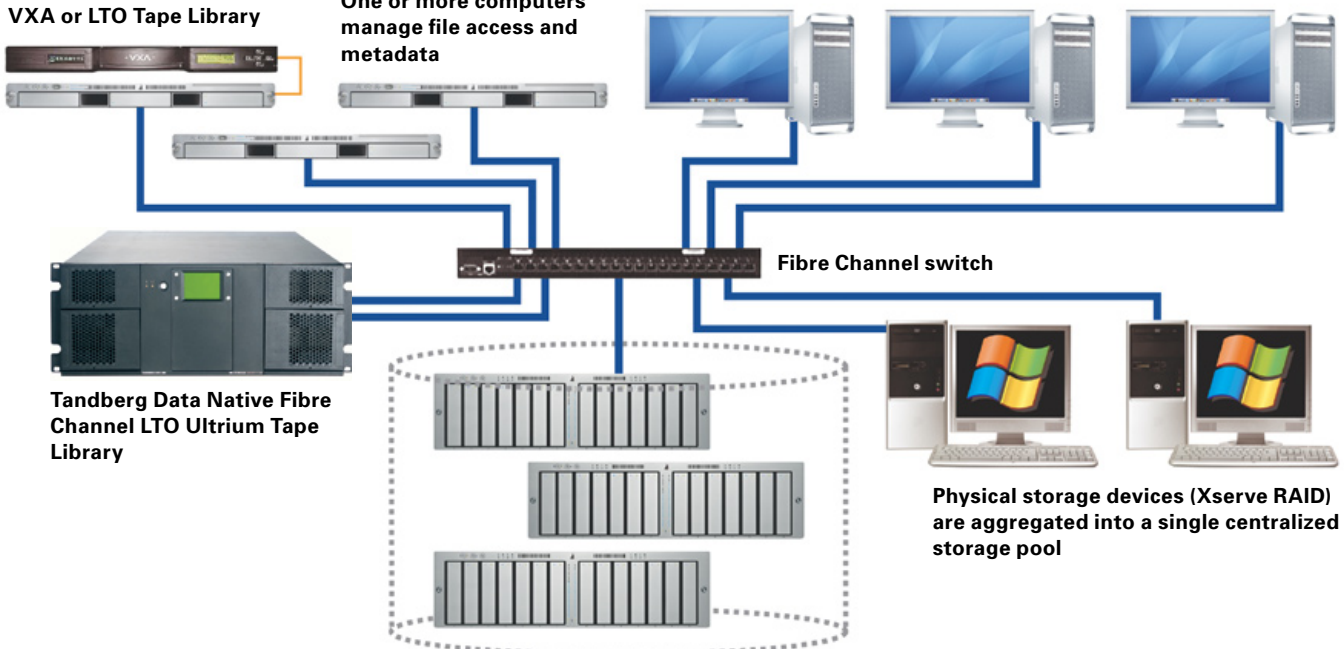 VXA or LTO Tape Library
One or more computers
manage file access and
metadata
-VXA-
Fibre Channel switch
Tandberg Data Native Fibre
Channel LTO Ultrium Tape
Library
Physical storage devices (Xserve RAID)
are aggregated into a single centralized
storage pool